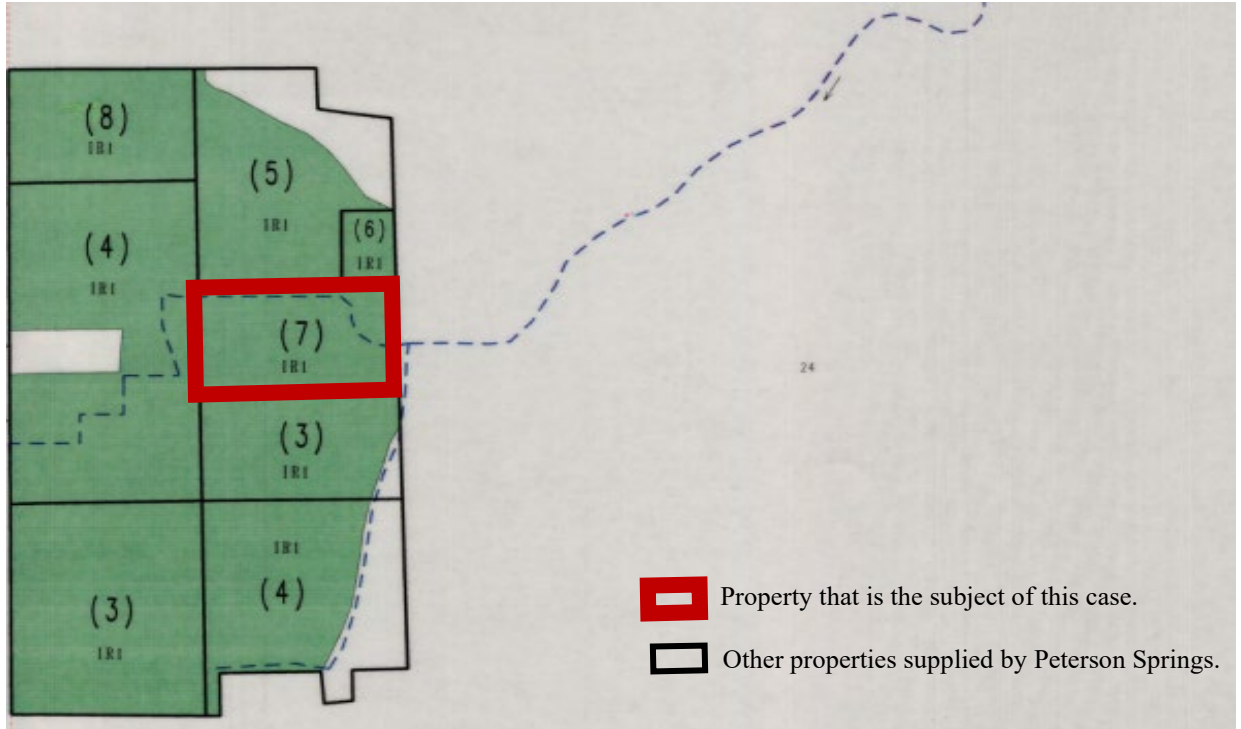 (8)
IR1
(5)
IR1
(6)
IR1
(4)
IR1
(7)
IR1
24
(3)
IR1
IR1
(4)
(3)
IR1
Property that is the subject of this case.
Other properties supplied by Peterson Springs.